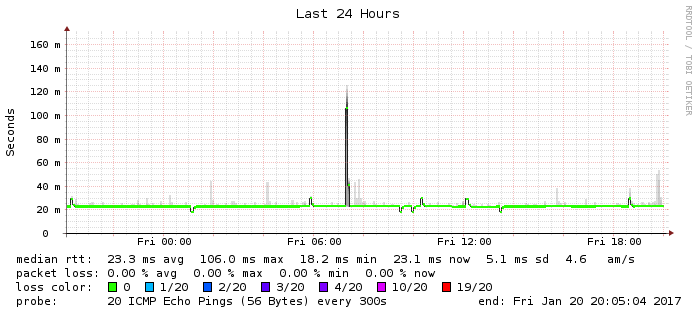 Last 24 Hours
RRDTOOL / TOBI OETIKER
Seconds
160 m
140 m
120 m
100 m
80 m
60 m
40 m
20 m
0
Fri 00:00 Fri 06:00 Fri 12:00 Fri 18:00
median rtt: 23.3 ms avg 106.0 ms max 18.2 ms min 23.1 ms now 5.1 ms sd 4.6 am/s
packet loss: 0.00 % avg 0.00 % max 0.00 % min 0.00 % now
loss color: 0 1/20 2/20 3/20 4/20 10/20 19/20
probe: 20 ICMP Echo Pings (56 Bytes) every 300s end: Fri Jan 20 20:05:04 2017